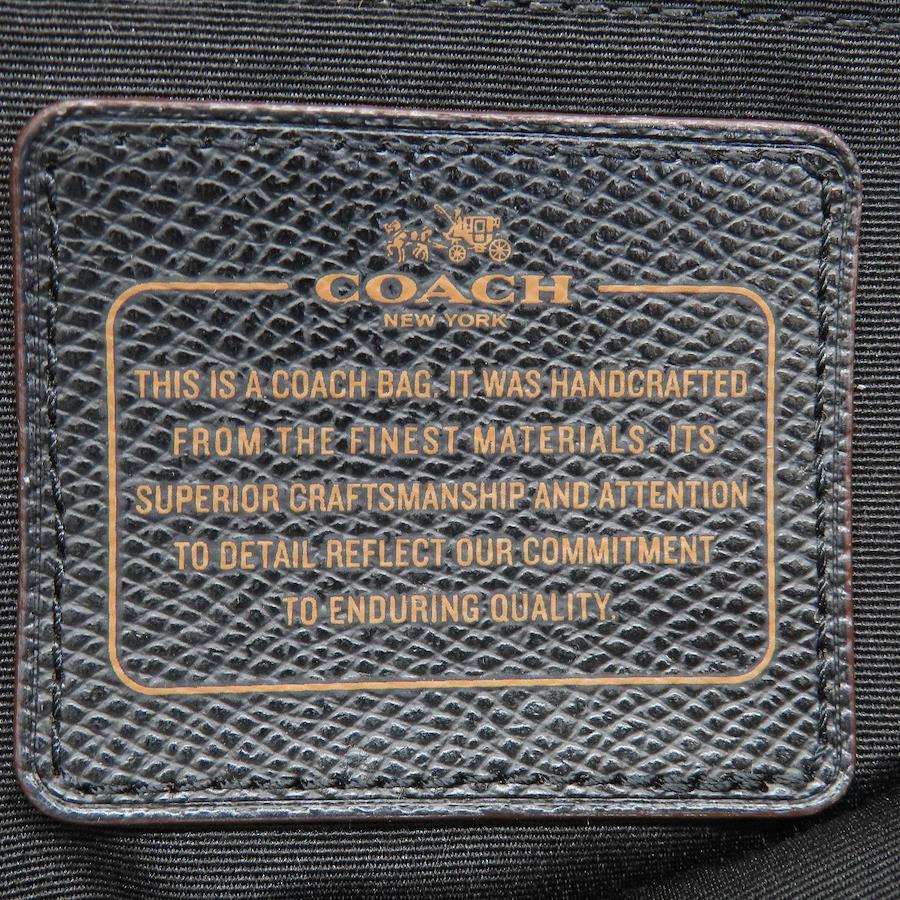 COACH
NEW YORK
THIS IS A COACH BAG. IT WAS HANDCRAFTED
FROM THE FINEST MATERIALS. ITS
SUPERIOR CRAFTSMANSHIP AND ATTENTION
TO DETAIL REFLECT OUR COMMITMENT
TO ENDURING QUALITY.